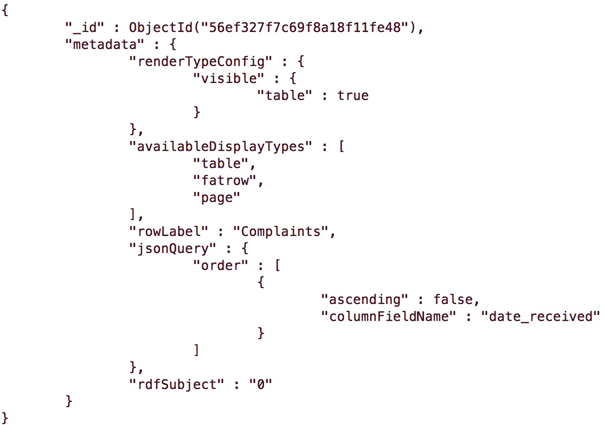 {
        "_id" : ObjectId("56ef327f7c69f8a18f11fe48"),
        "metadata" : {
                "renderTypeConfig" : {
                        "visible" : {
                                "table" : true
                        }
                },
                "availableDisplayTypes" : [
                        "table",
                        "fatrow",
                        "page"
                ],
                "rowLabel" : "Complaints",
                "jsonQuery" : {
                        "order" : [
                                {
                                        "ascending" : false,
                                        "columnFieldName" : "date_received"
                                }
                        ]
                },
                "rdfSubject" : "0"
        }
}